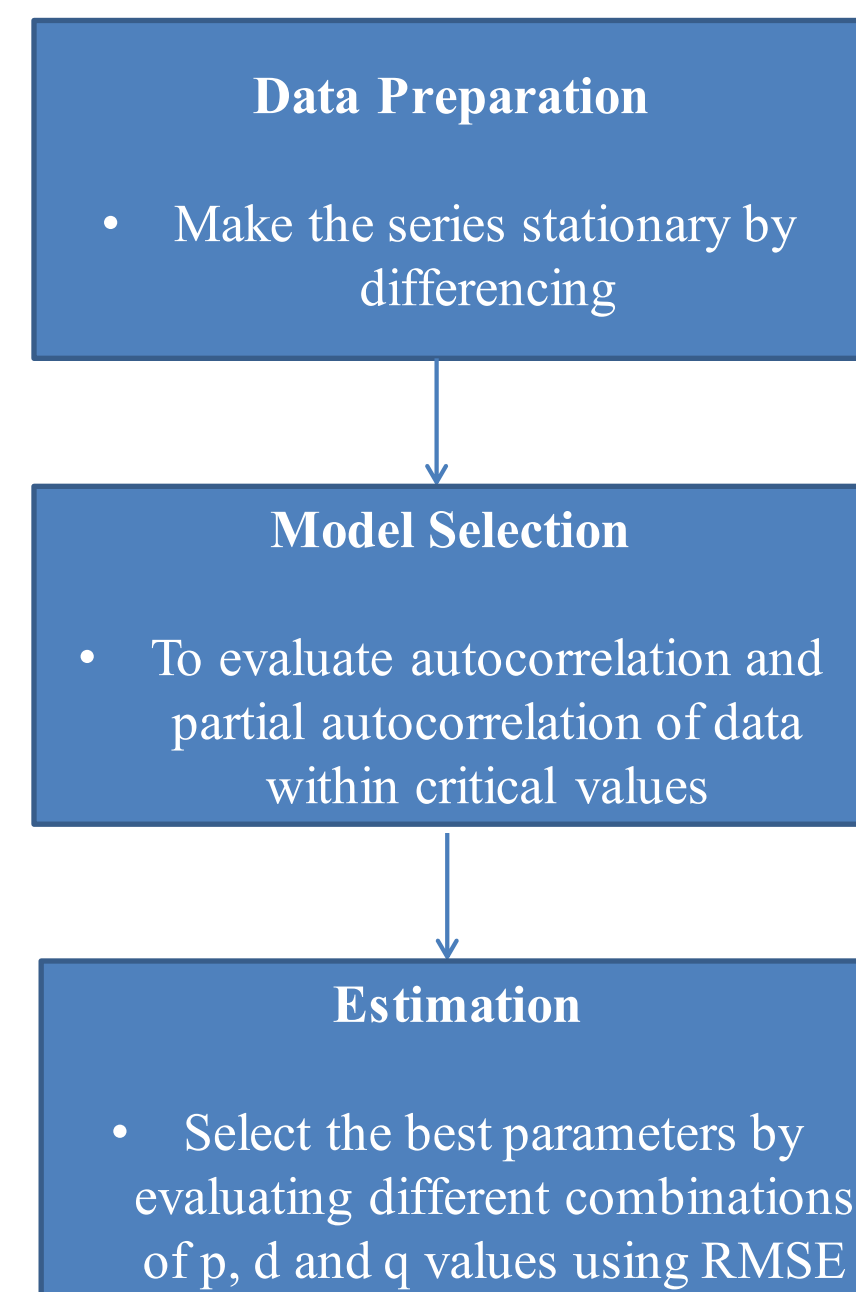 Data Preparation
• Make the series stationary by
differencing
Model Selection
• To evaluate autocorrelation and
partial autocorrelation of data
within critical values
Estimation
• Select the best parameters by
evaluating different combinations
of p, d and q values using RMSE